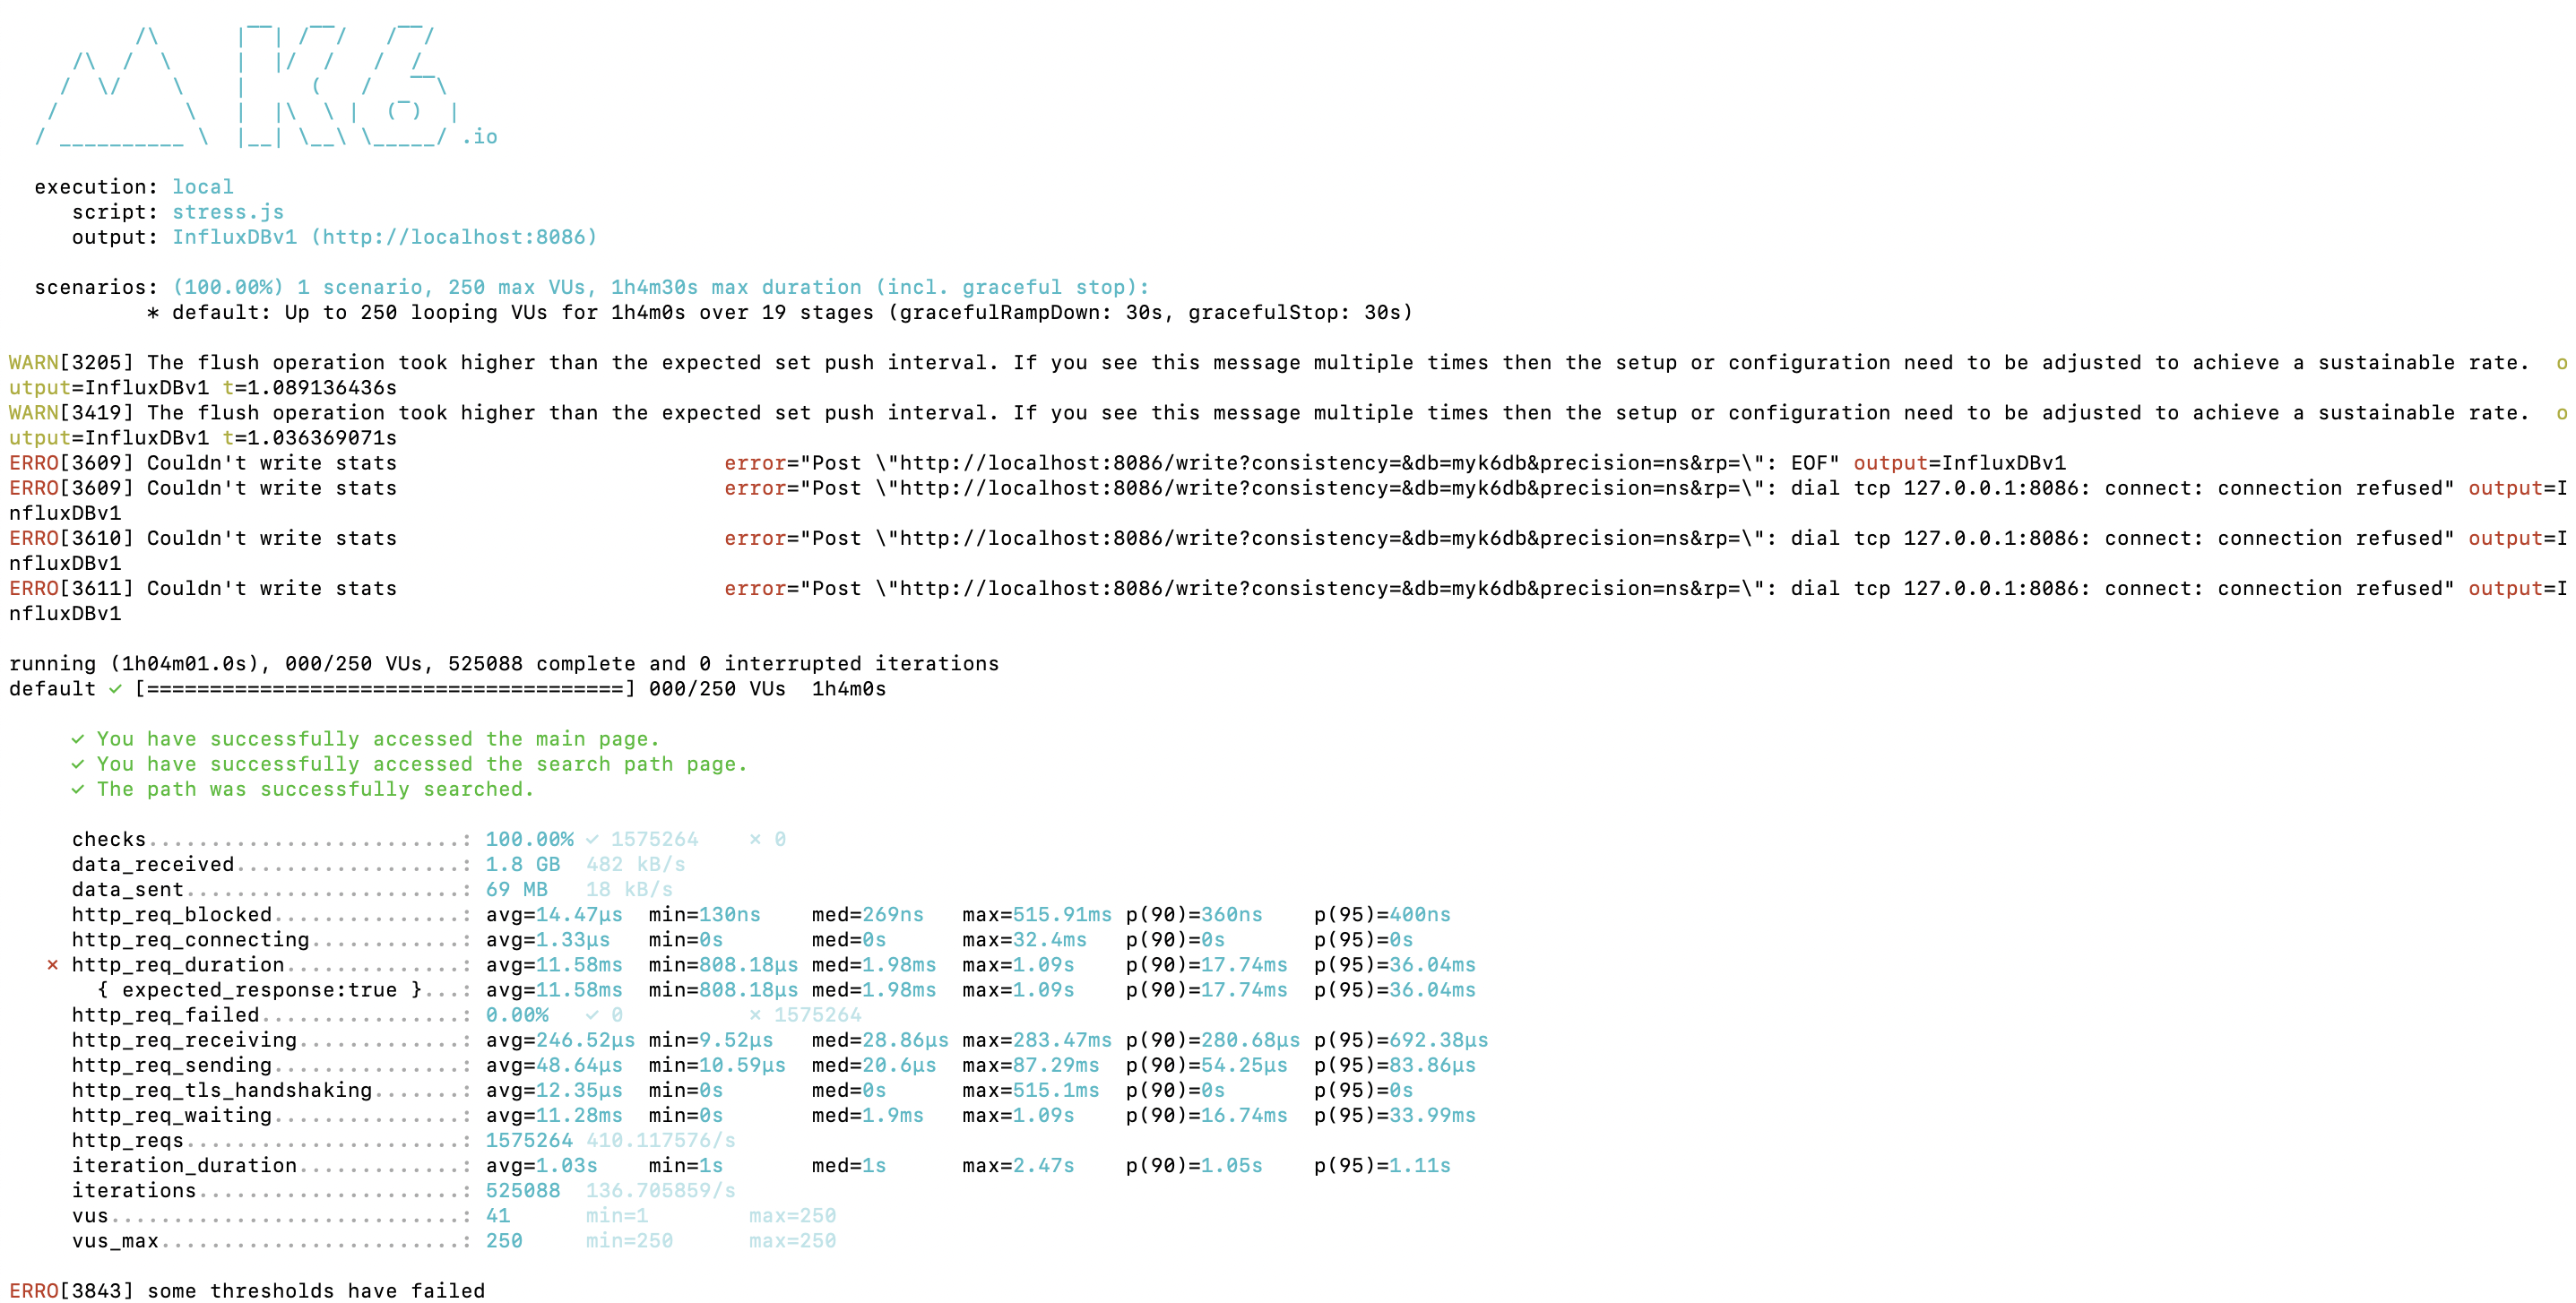 /\      |‾‾| /‾‾/   /‾‾/
     /\  /  \     |  |/  /   /  /
    /  \/    \    |     (   /   ‾‾\
   /          \   |  |\  \ |  (‾)  |
  / __________ \  |__| \__\ \_____/ .io
execution: local
script: stress.js
output: InfluxDBv1 (http://localhost:8086)
scenarios: (100.00%) 1 scenario, 250 max VUs, 1h4m30s max duration (incl. graceful stop):
* default: Up to 250 looping VUs for 1h4m0s over 19 stages (gracefulRampDown: 30s, gracefulStop: 30s)
WARN[3205] The flush operation took higher than the expected set push interval. If you see this message multiple times then the setup or configuration need to be adjusted to achieve a sustainable rate.  o
utput=InfluxDBv1 t=1.089136436s
WARN[3419] The flush operation took higher than the expected set push interval. If you see this message multiple times then the setup or configuration need to be adjusted to achieve a sustainable rate.  o
utput=InfluxDBv1 t=1.036369071s
ERRO[3609] Couldn't write stats                          error="Post \"http://localhost:8086/write?consistency=&db=myk6db&precision=ns&rp=\": EOF" output=InfluxDBv1
ERRO[3609] Couldn't write stats                          error="Post \"http://localhost:8086/write?consistency=&db=myk6db&precision=ns&rp=\": dial tcp 127.0.0.1:8086: connect: connection refused" output=I
nfluxDBv1
ERRO[3610] Couldn't write stats                          error="Post \"http://localhost:8086/write?consistency=&db=myk6db&precision=ns&rp=\": dial tcp 127.0.0.1:8086: connect: connection refused" output=I
nfluxDBv1
ERRO[3611] Couldn't write stats                          error="Post \"http://localhost:8086/write?consistency=&db=myk6db&precision=ns&rp=\": dial tcp 127.0.0.1:8086: connect: connection refused" output=I
nfluxDBv1
running (1h04m01.0s), 000/250 VUs, 525088 complete and 0 interrupted iterations
default ✓ [======================================] 000/250 VUs  1h4m0s
✓ You have successfully accessed the main page.
✓ You have successfully accessed the search path page.
✓ The path was successfully searched.
checks.........................: 100.00% ✓ 1575264    ✗ 0
data_received..................: 1.8 GB  482 kB/s
data_sent......................: 69 MB   18 kB/s
http_req_blocked...............: avg=14.47µs  min=130ns    med=269ns   max=515.91ms p(90)=360ns    p(95)=400ns
http_req_connecting............: avg=1.33µs   min=0s       med=0s      max=32.4ms   p(90)=0s       p(95)=0s
✗ http_req_duration..............: avg=11.58ms  min=808.18µs med=1.98ms  max=1.09s    p(90)=17.74ms  p(95)=36.04ms
{ expected_response:true }...: avg=11.58ms  min=808.18µs med=1.98ms  max=1.09s    p(90)=17.74ms  p(95)=36.04ms
http_req_failed................: 0.00%   ✓ 0          ✗ 1575264
http_req_receiving.............: avg=246.52µs min=9.52µs   med=28.86µs max=283.47ms p(90)=280.68µs p(95)=692.38µs
http_req_sending...............: avg=48.64µs  min=10.59µs  med=20.6µs  max=87.29ms  p(90)=54.25µs  p(95)=83.86µs
http_req_tls_handshaking.......: avg=12.35µs  min=0s       med=0s      max=515.1ms  p(90)=0s       p(95)=0s
http_req_waiting...............: avg=11.28ms  min=0s       med=1.9ms   max=1.09s    p(90)=16.74ms  p(95)=33.99ms
http_reqs......................: 1575264 410.117576/s
iteration_duration.............: avg=1.03s    min=1s       med=1s      max=2.47s    p(90)=1.05s    p(95)=1.11s
iterations.....................: 525088  136.705859/s
vus............................: 41      min=1        max=250
vus_max........................: 250     min=250      max=250
ERRO[3843] some thresholds have failed